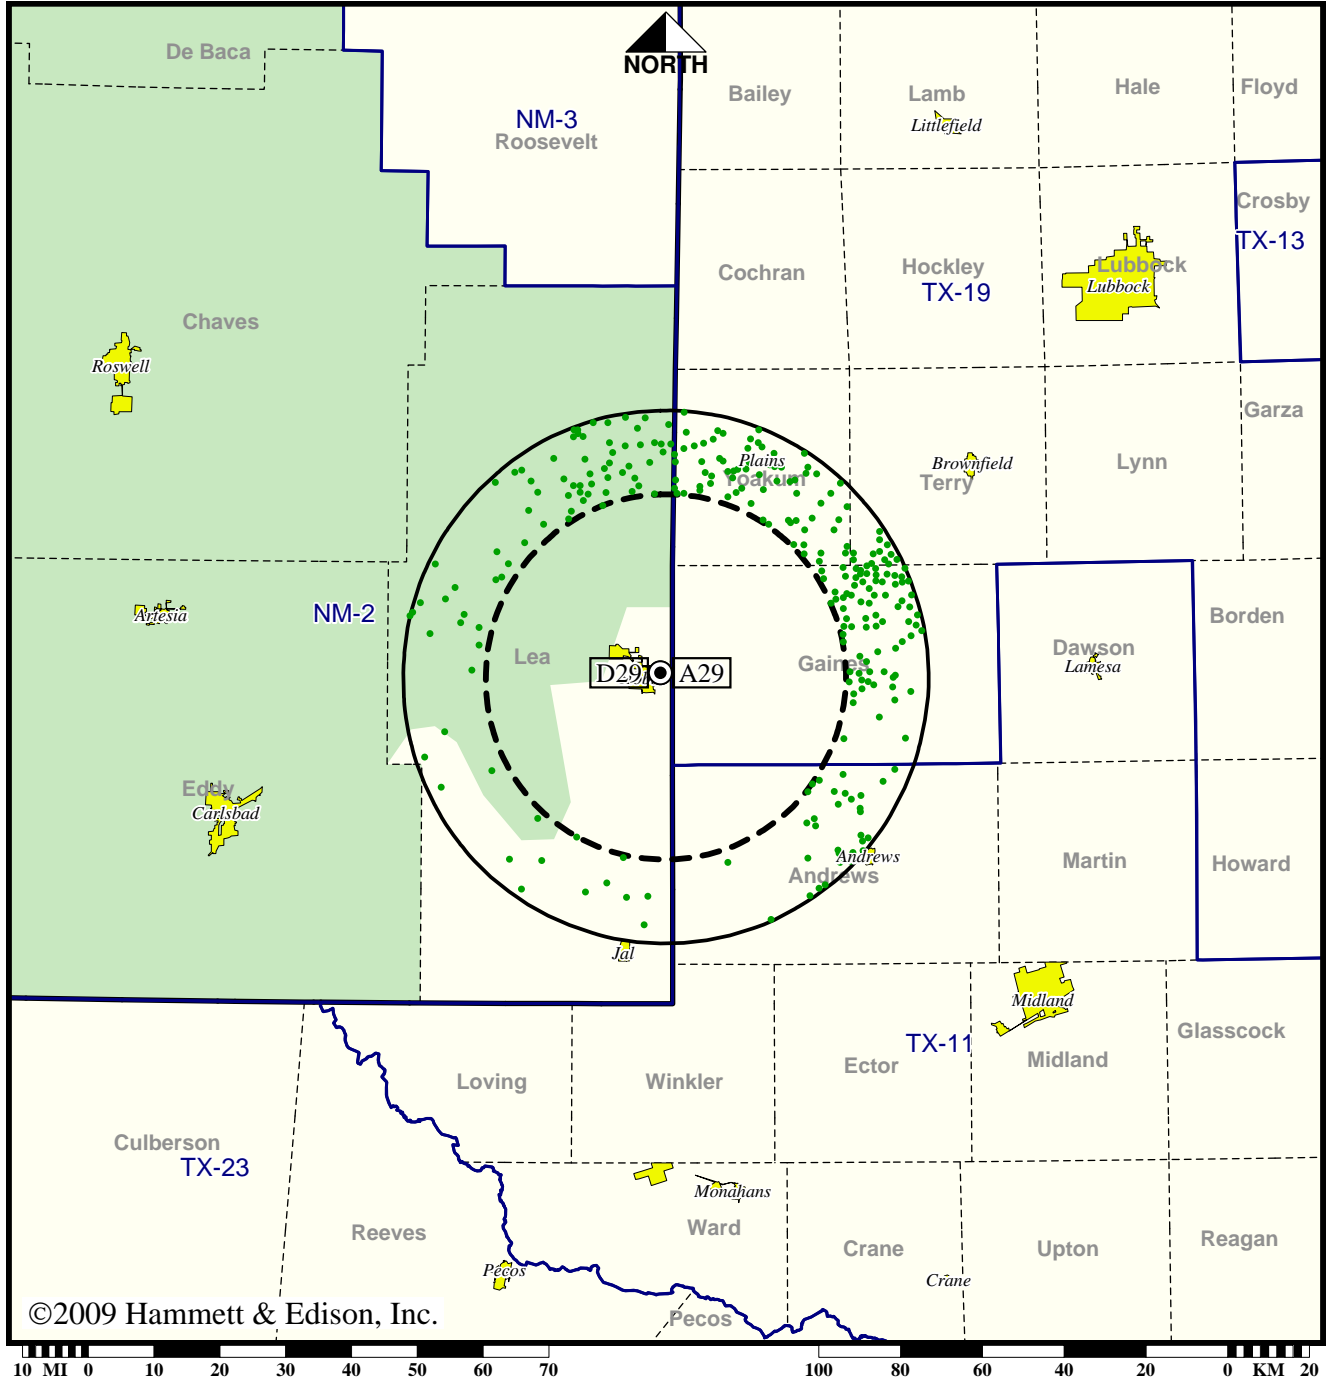 De Baca
NORTH
Bailey
Lamb
Littlefield
Hale
Floyd
NM-3
Roosevelt
Crosby
TX-13
Cochran
Hockley
TX-19
Lubbock
Lubbock
Chaves
Roswell
Garza
Plains
Yoakum
Brownfield
Terry
Lynn
Artesia
NM-2
Borden
Lea
D29
A29
Gaines
Dawson
Lamesa
Eddy
Carlsbad
Andrews
Andrews
Martin
Howard
Jal
Midland
Midland
Glasscock
TX-11
Ector
Loving
Winkler
Culberson
TX-23
Monahans
Ward
Reeves
Pecos
Crane
Crane
Upton
Reagan
©2009 Hammett & Edison, Inc.
Pecos
10 MI 0 10 20 30 40 50 60 70
100 80 60 40 20 0 KM 20